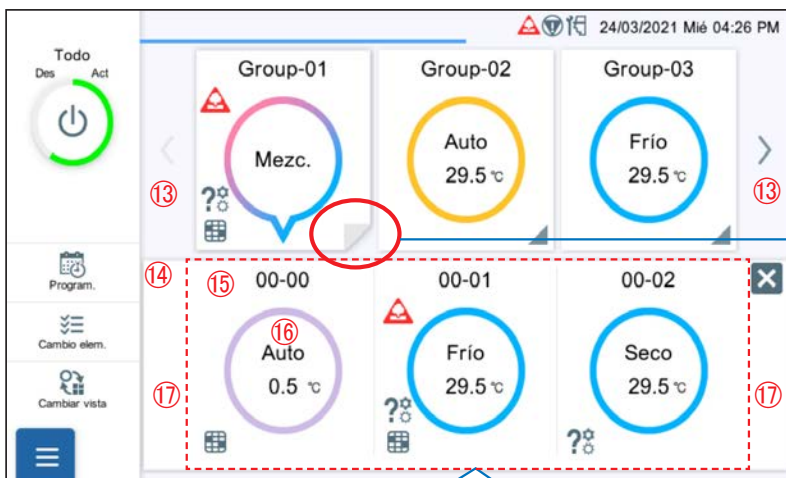 24/03/2021 Mié 04:26 PM
Todo
Des Act
Group-01
Group-02
Group-03
Mezc.
Auto
29.5 ℃
Frío
29.5 ℃
⑬
⑬
?
⑭
Program.
Cambio elem.
Cambiar vista
⑮
00-00
00-01
00-02
⑯
Auto
0.5 ℃
Frío
29.5 ℃
Seco
29.5 ℃
⑰
⑰
?
?